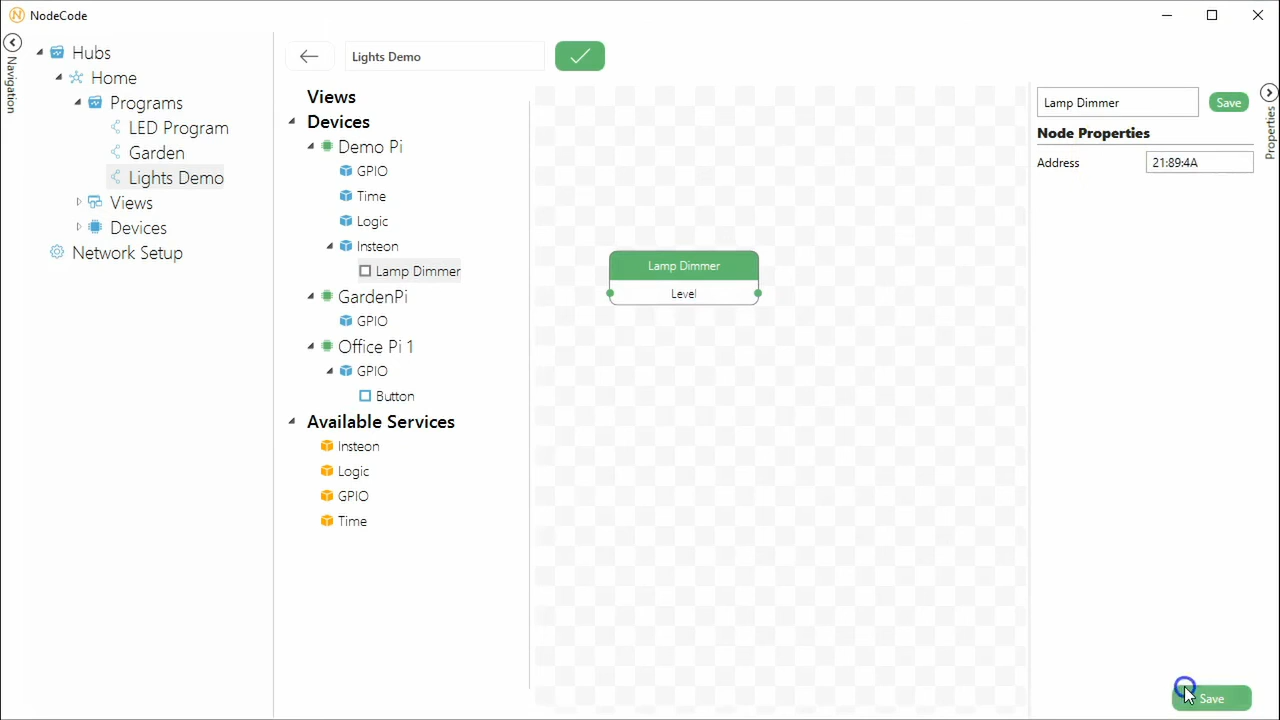 NodeCode
Navigation
Hubs
Home
Programs
LED Program
Garden
Lights Demo
Views
Devices
Network Setup
Lights Demo
Views
Devices
Demo Pi
GPIO
Time
Logic
Insteon
Lamp Dimmer
GardenPi
GPIO
Office Pi 1
GPIO
Button
Available Services
Insteon
Logic
GPIO
Time
Lamp Dimmer
Level
Lamp Dimmer
Save
Node Properties
Address
21:89:4A
Save
Properties